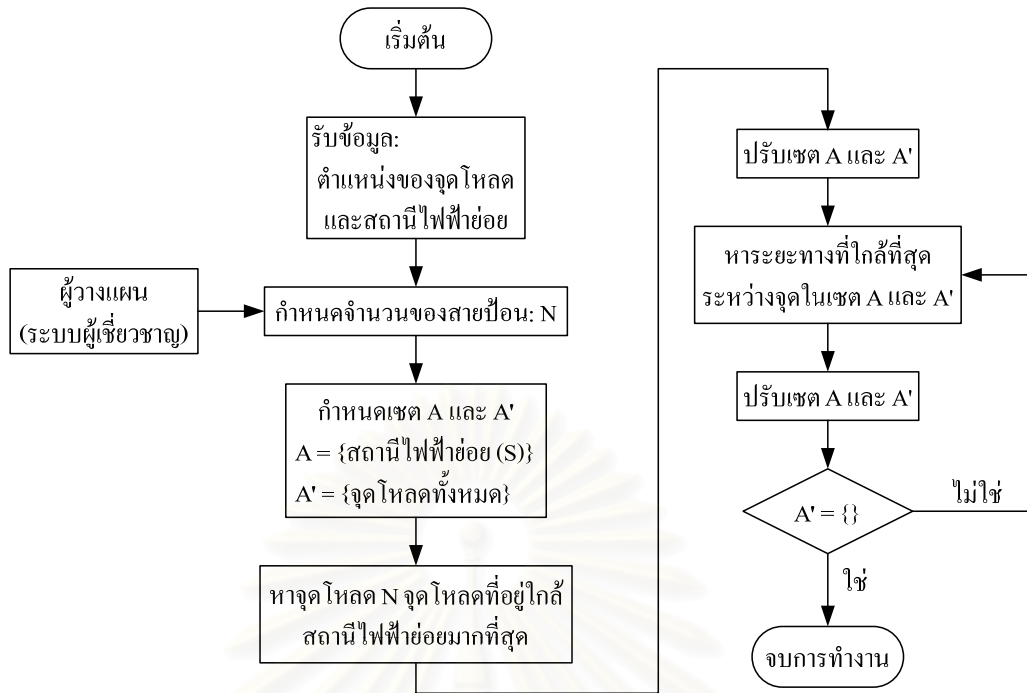 เริ่มต้น
รับข้อมูล:
ตำแหน่งของจุดโหลด
และสถานีไฟฟ้าย่อย
ผู้วางแผน
(ระบบผู้เชี่ยวชาญ)
กำหนดจำนวนของสายป้อน: N
กำหนดเซต A และ A'
A = {สถานีไฟฟ้าย่อย (S)}
A' = {จุดโหลดทั้งหมด}
หาจุดโหลด N จุดโหลดที่อยู่ใกล้
สถานีไฟฟ้าย่อยมากที่สุด
ปรับเซต A และ A'
หาระยะทางที่ใกล้ที่สุด
ระหว่างจุดในเซต A และ A'
ปรับเซต A และ A'
A' = {}
ไม่ใช่
ใช่
จบการทำงาน